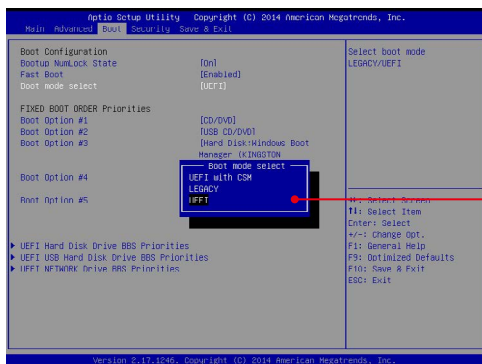 Aptio Setup Utility Copyright (C) 2014 American Megatrends, Inc.
Main Advanced Boot Security Save & Exit
Boot Configuration
Bootup NumLock State [On]
Fast Boot [Enabled]
Boot mode select [UEFI]
FIXED BOOT ORDER Priorities
Boot Option #1 [CD/DVD]
Boot Option #2 [USB CD/DVD]
Boot Option #3 [Hard Disk:Windows Boot
Manager (KINGSTON
Boot Option #4
Boot Option #5
Boot mode select
UEFI with CSM
LEGACY
UEFI
UEFI Hard Disk Drive BBS Priorities
UEFI USB Hard Disk Drive BBS Priorities
UEFI NETWORK Drive BBS Priorities
Select boot mode
LEGACY/UEFI
↔: Select Screen
↑↓: Select Item
Enter: Select
+/-: Change Opt.
F1: General Help
F9: Optimized Defaults
F10: Save & Exit
ESC: Exit
Version 2.17.1246. Copyright (C) 2014 American Megatrends, Inc.